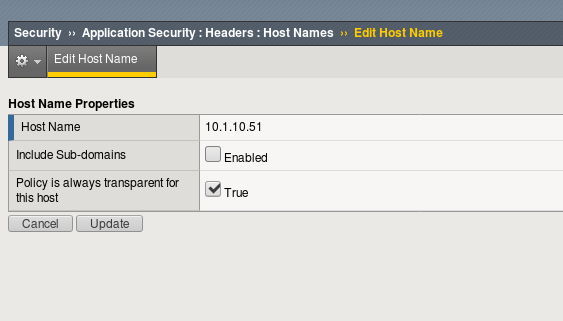 Security ›› Application Security : Headers : Host Names ›› Edit Host Name
Edit Host Name
Host Name Properties
Host Name 10.1.10.51
Include Sub-domains Enabled
Policy is always transparent for
this host True
Cancel Update